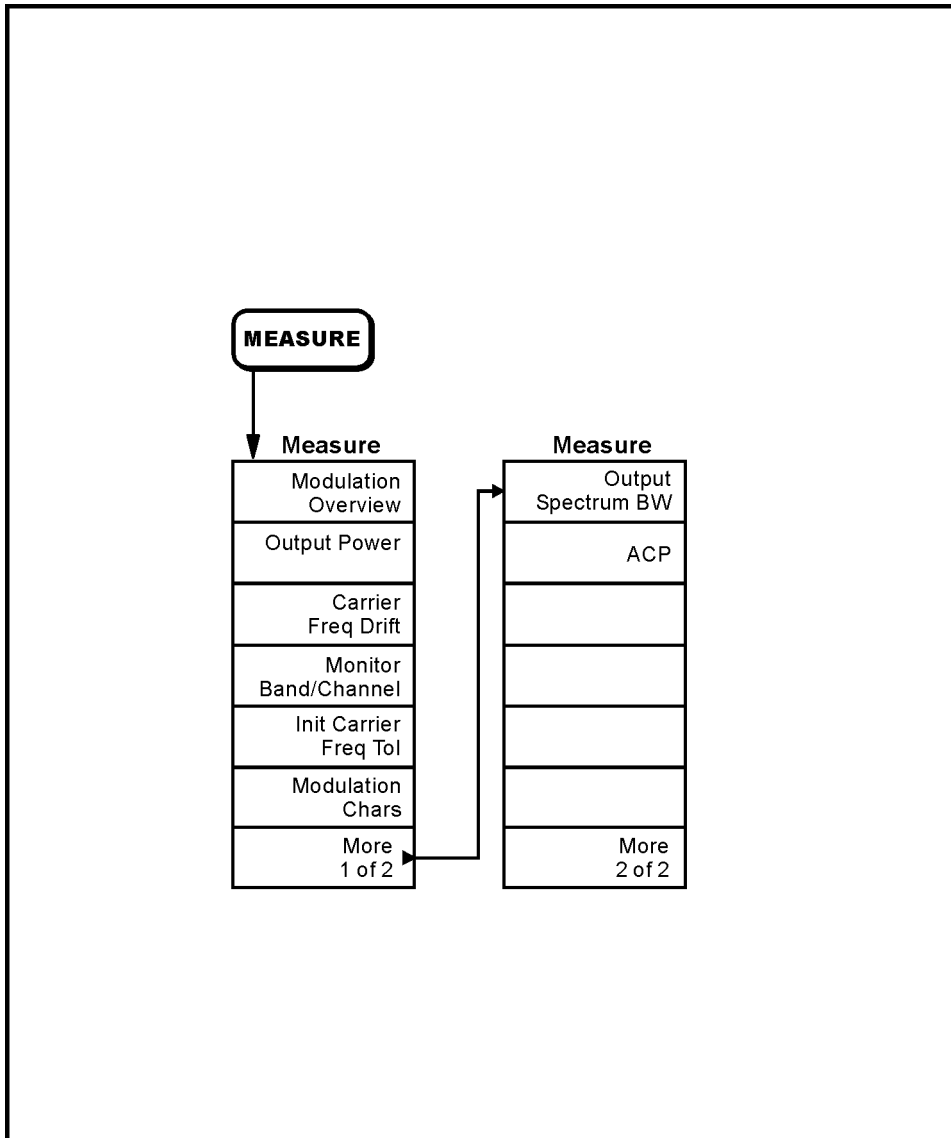 MEASURE
Measure
Modulation
Overview
Output Power
Carrier
Freq Drift
Monitor
Band/Channel
Init Carrier
Freq Tol
Modulation
Chars
More
1 of 2
Measure
Output
Spectrum BW
ACP
More
2 of 2